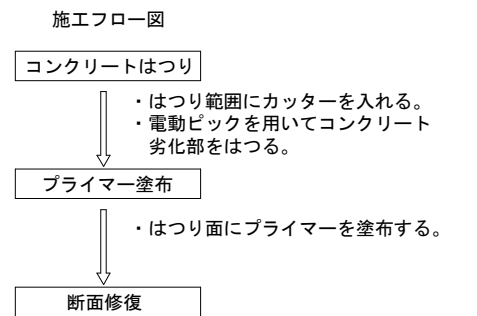 施工フロー図
コンクリートはつり
・はつり範囲にカッターを入れる。
・電動ピックを用いてコンクリート
劣化部をはつる。
プライマー塗布
・はつり面にプライマーを塗布する。
断面修復